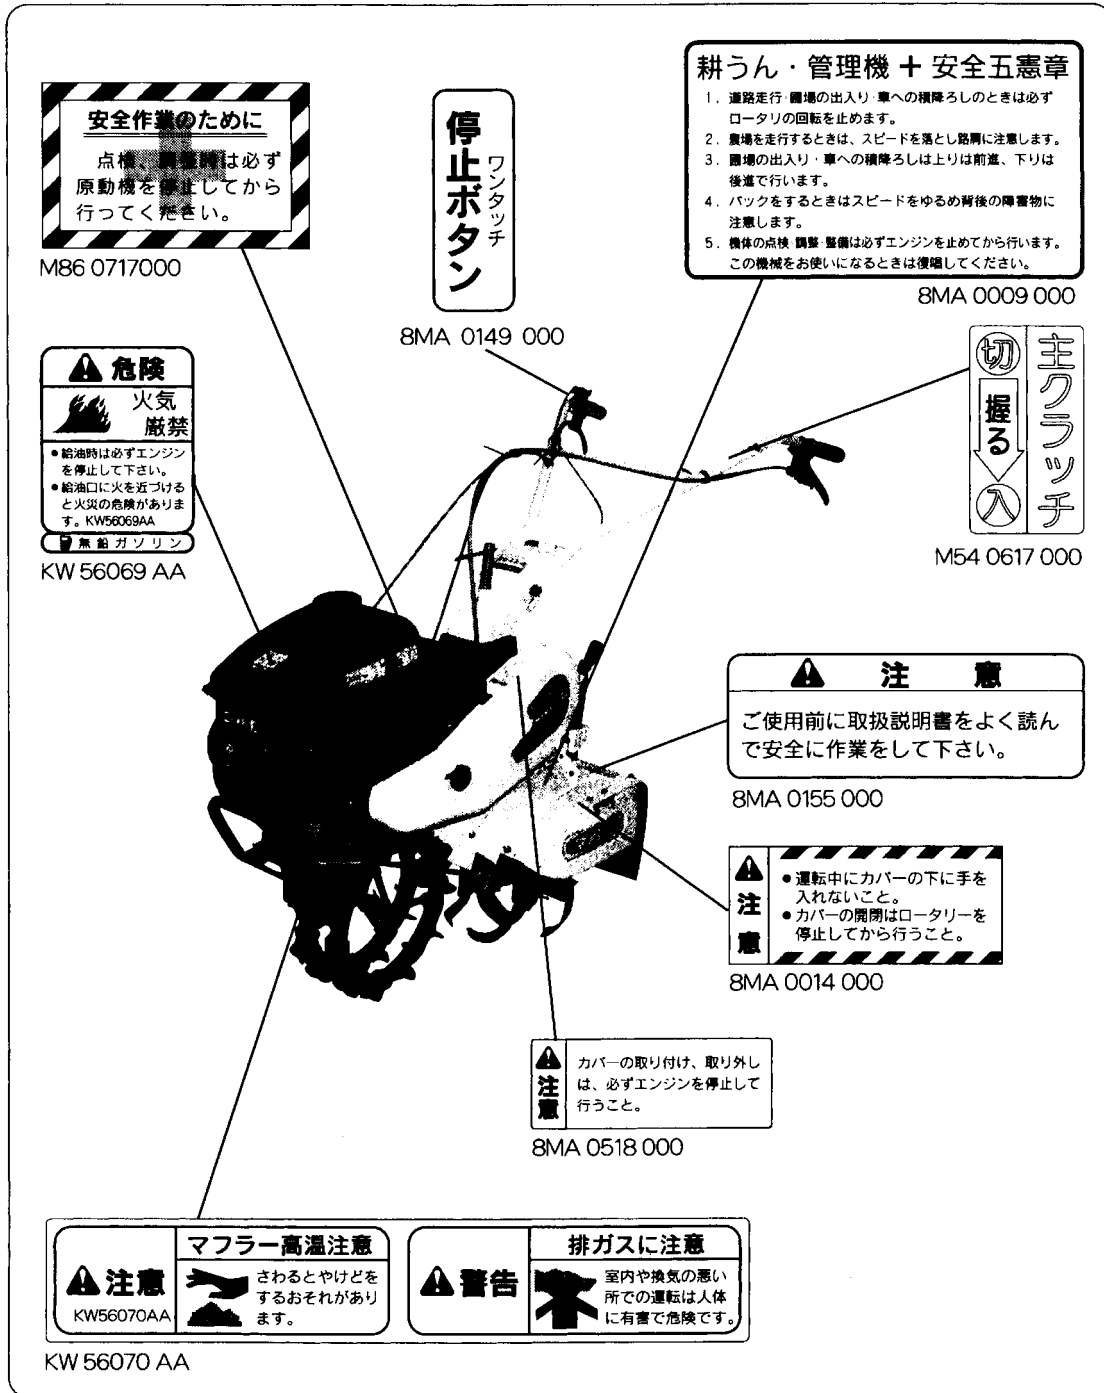 安全作業のために
点検、調整時は必ず
原動機を停止してから
行ってください。
M86 0717000
停止ボタン
ワンタッチ
8MA 0149 000
耕うん・管理機 + 安全五憲章
1. 道路走行・圃場の出入り・車への積降ろしのときは必ず
ロータリの回転を止めます。
2. 農場を走行するときは、スピードを落とし路肩に注意します。
3. 圃場の出入り・車への積降ろしは上りは前進、下りは
後進で行います。
4. バックをするときはスピードをゆるめ背後の障害物に
注意します。
5. 機体の点検・調整・整備は必ずエンジンを止めてから行います。
この機械をお使いになるときは復唱してください。
8MA 0009 000
危険
火気
厳禁
●給油時は必ずエンジン
を停止して下さい。
●給油口に火を近づける
と火災の危険がありま
す。KW56069AA
無鉛ガソリン
KW 56069 AA
主クラッチ
切
握る
入
M54 0617 000
注意
ご使用前に取扱説明書をよく読ん
で安全に作業をして下さい。
8MA 0155 000
注意
●運転中にカバーの下に手を
入れないこと。
●カバーの開閉はロータリーを
停止してから行うこと。
8MA 0014 000
注意
カバーの取り付け、取り外し
は、必ずエンジンを停止して
行うこと。
8MA 0518 000
注意
KW56070AA
マフラー高温注意
さわるとやけどを
するおそれがあり
ます。
警告
排ガスに注意
室内や換気の悪い
所での運転は人体
に有害で危険です。
KW 56070 AA